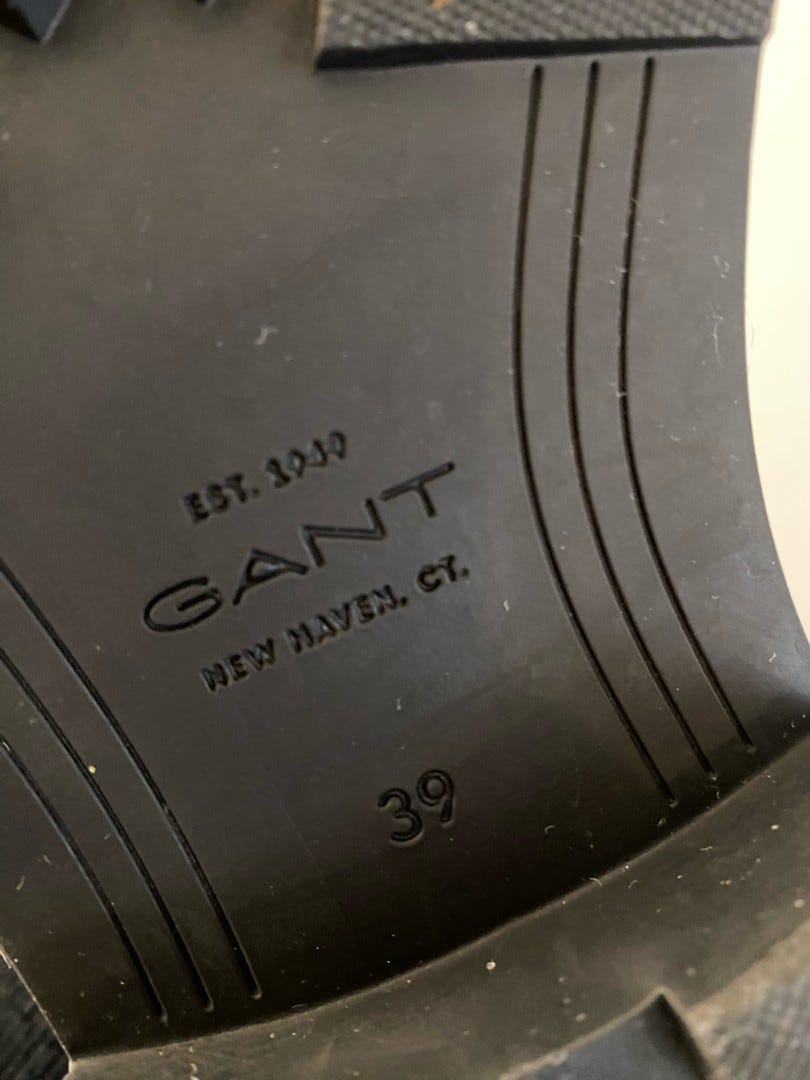 EST. 1949
GANT
NEW HAVEN. CT.
39